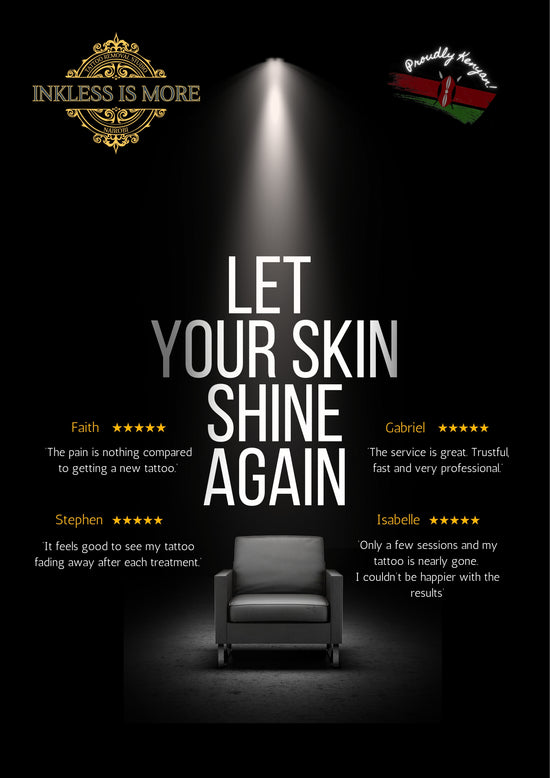 TATTOO REMOVAL STUDIO
INKLESS IS MORE
NAIROBI
Proudly Kenyan!
LET
YOUR SKIN
SHINE
AGAIN
Faith ★★★★★
'The pain is nothing compared
to getting a new tattoo.'
Gabriel ★★★★★
'The service is great. Trustful,
fast and very professional.'
Stephen ★★★★★
'It feels good to see my tattoo
fading away after each treatment.'
Isabelle ★★★★★
'Only a few sessions and my
tattoo is nearly gone.
I couldn't be happier with the
results'